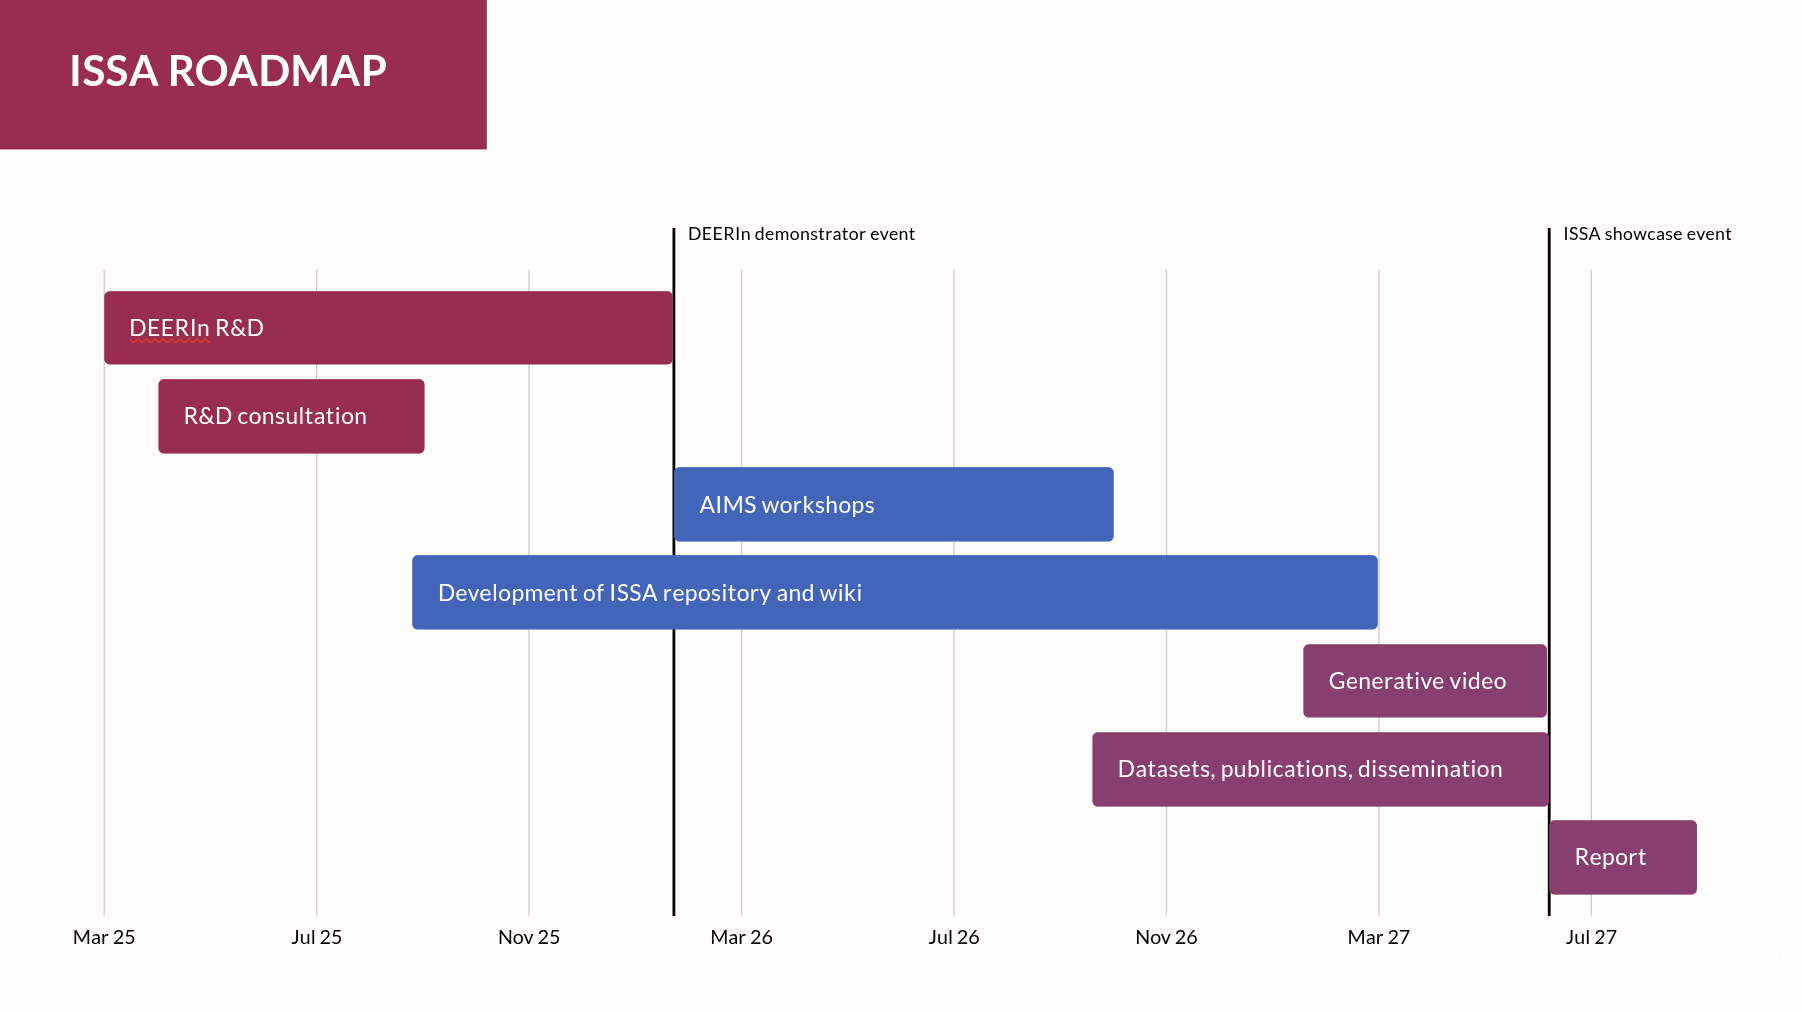 ISSA ROADMAP
DEERIn demonstrator event
ISSA showcase event
DEERIn R&D
R&D consultation
AIMS workshops
Development of ISSA repository and wiki
Generative video
Datasets, publications, dissemination
Report
Mar 25
Jul 25
Nov 25
Mar 26
Jul 26
Nov 26
Mar 27
Jul 27